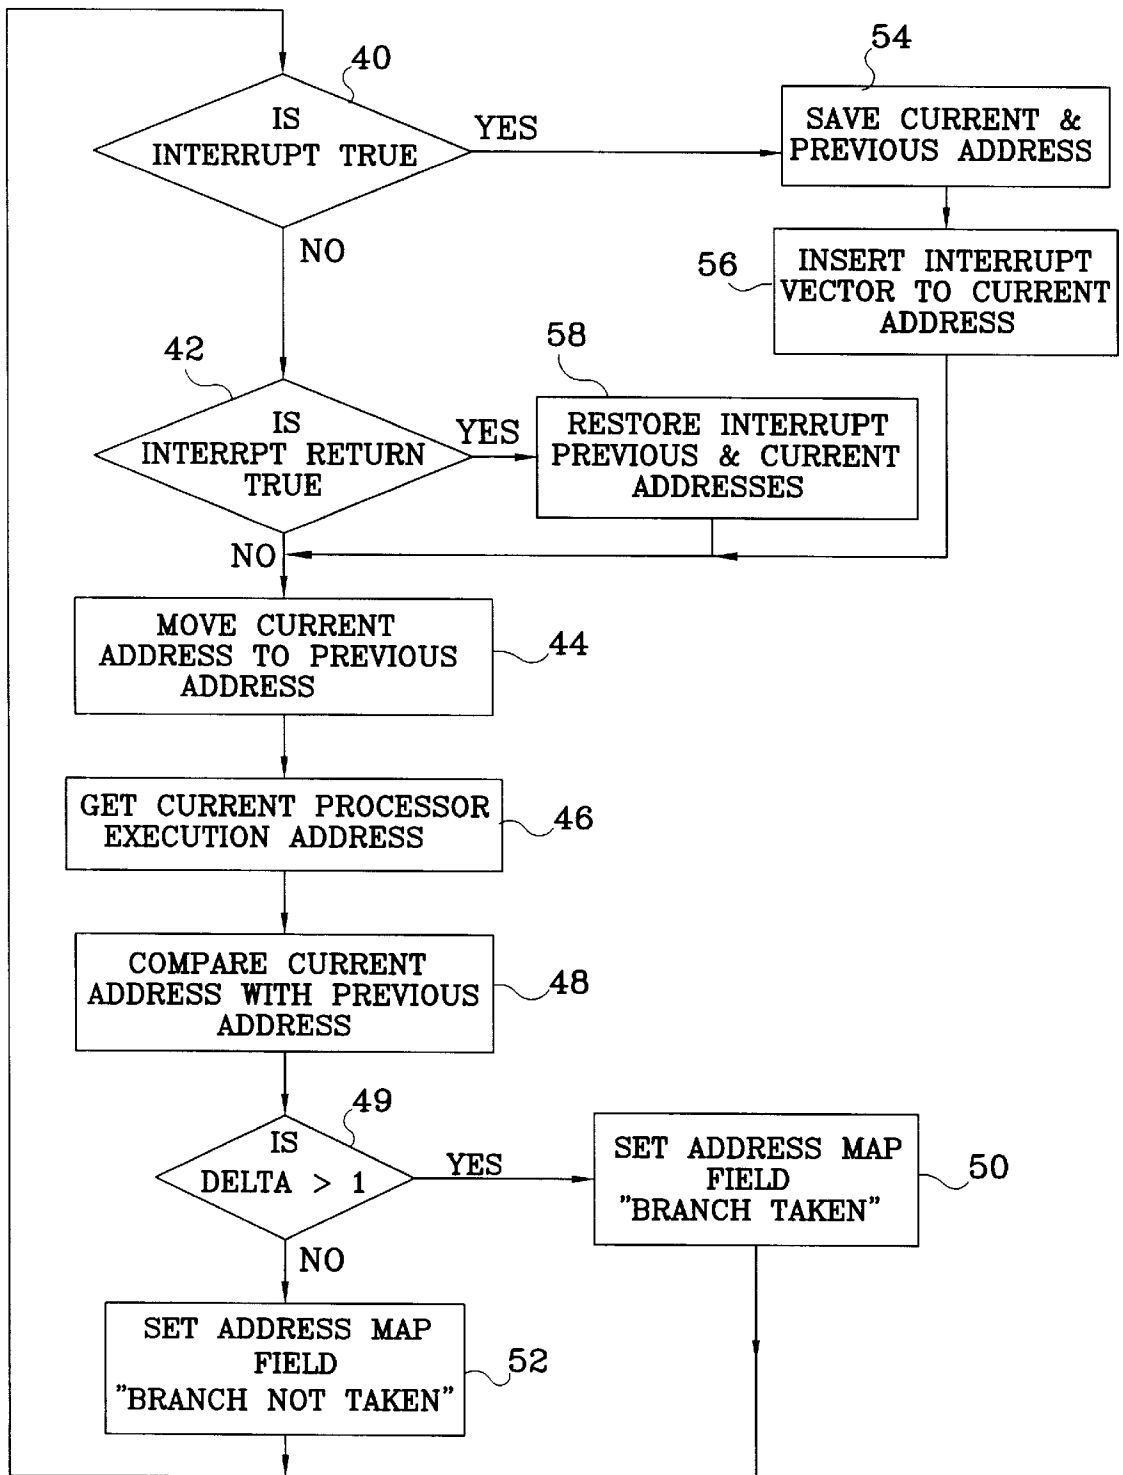 40
IS
INTERRUPT TRUE
YES
NO
54
SAVE CURRENT &
PREVIOUS ADDRESS
56
INSERT INTERRUPT
VECTOR TO CURRENT
ADDRESS
42
IS
INTERRPT RETURN
TRUE
YES
NO
58
RESTORE INTERRUPT
PREVIOUS & CURRENT
ADDRESSES
MOVE CURRENT
ADDRESS TO PREVIOUS
ADDRESS
44
GET CURRENT PROCESSOR
EXECUTION ADDRESS
46
COMPARE CURRENT
ADDRESS WITH PREVIOUS
ADDRESS
48
49
IS
DELTA > 1
YES
NO
SET ADDRESS MAP
FIELD
"BRANCH TAKEN"
50
SET ADDRESS MAP
FIELD
"BRANCH NOT TAKEN"
52